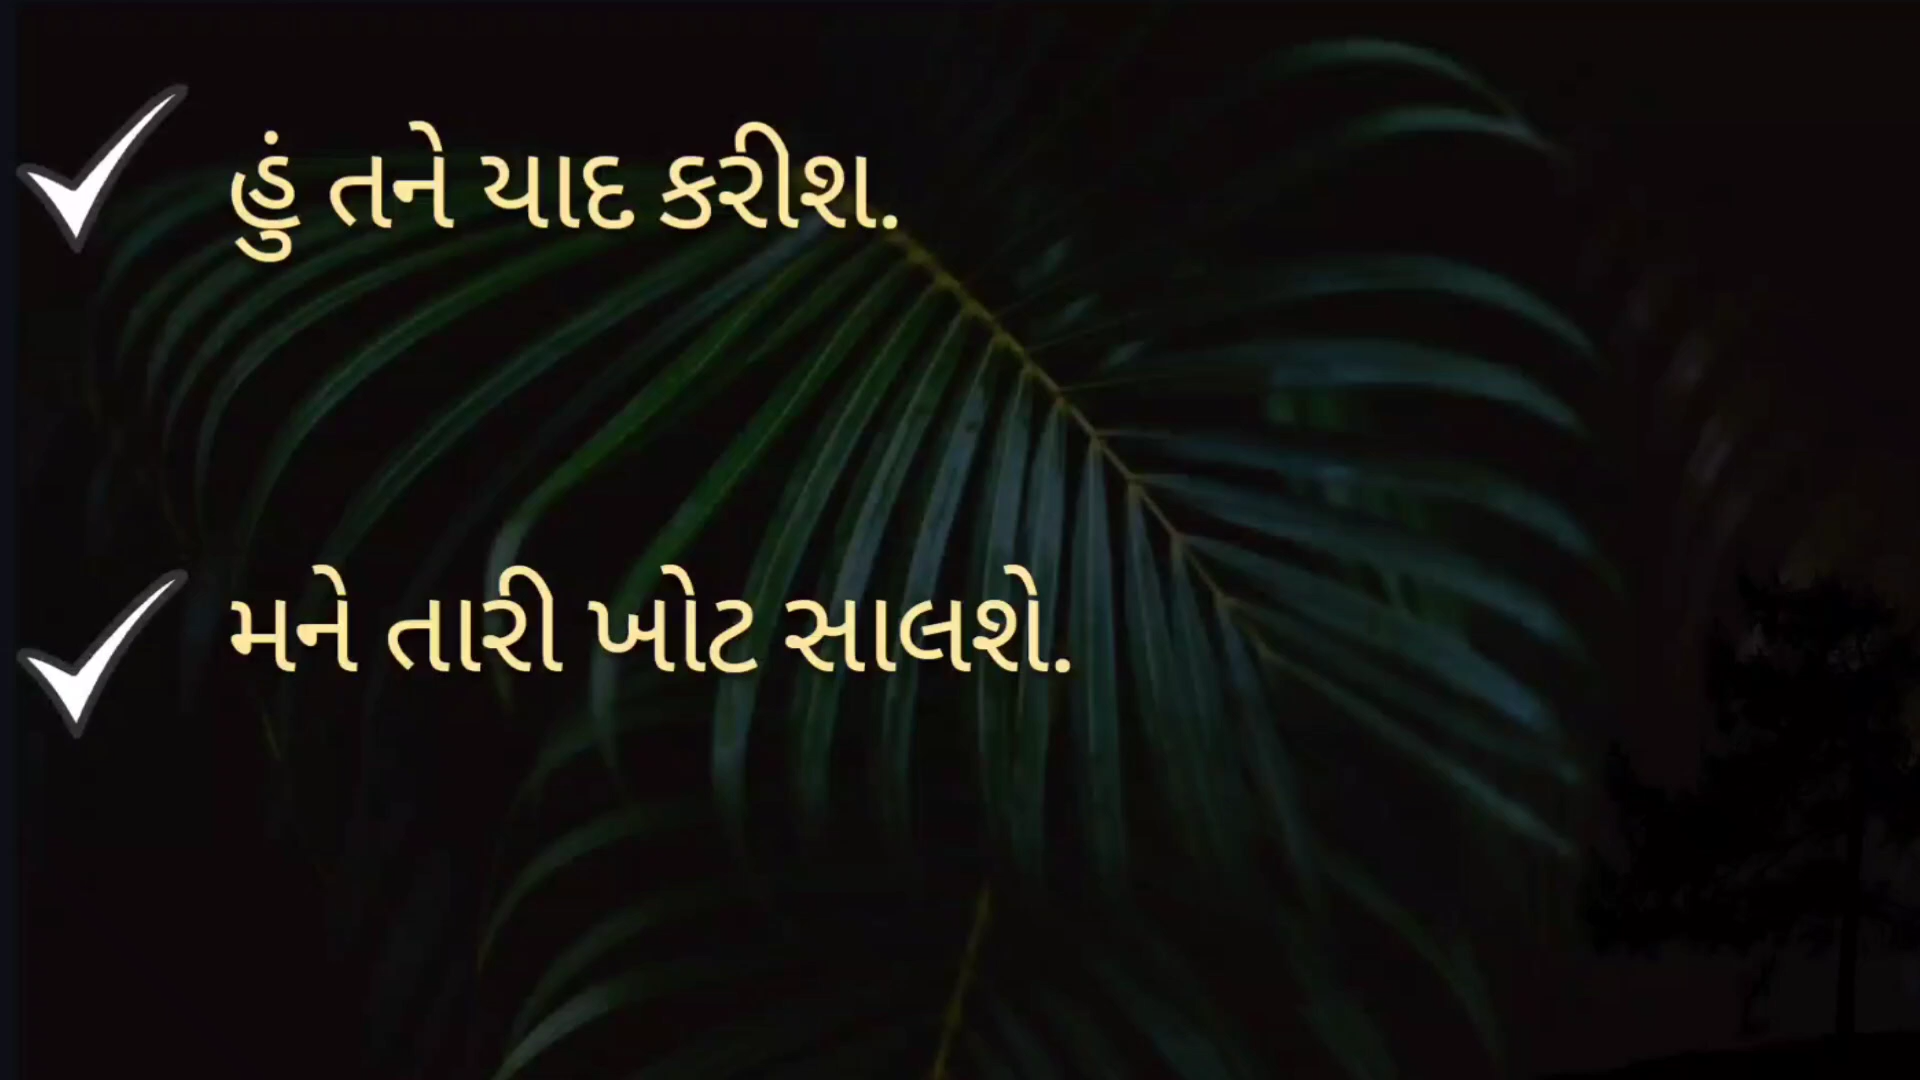 હું તને યાદ કરીશ.
મને તારી ખોટ સાલશે.